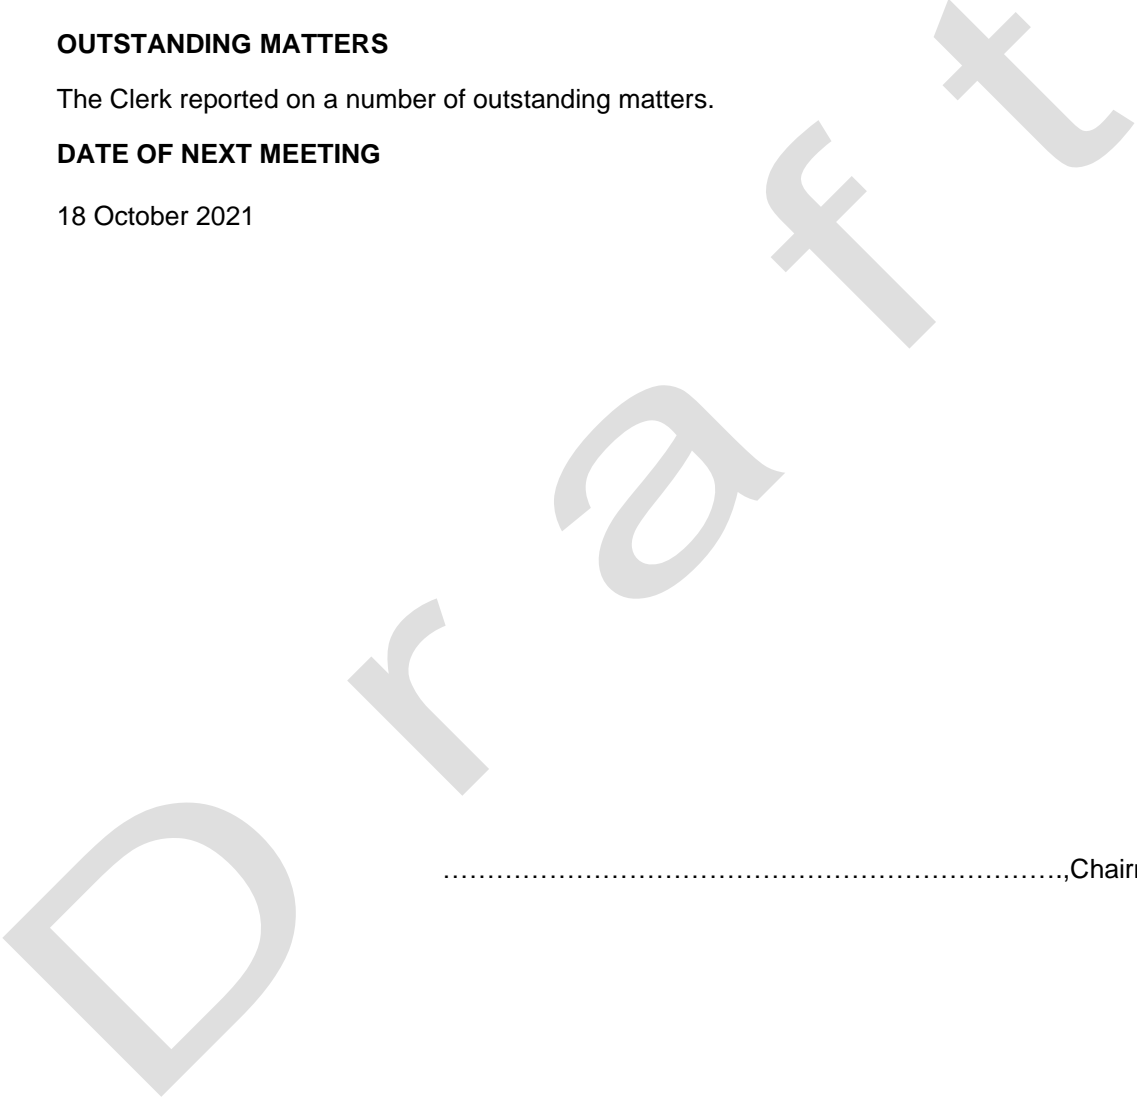 OUTSTANDING MATTERS
The Clerk reported on a number of outstanding matters.
DATE OF NEXT MEETING
18 October 2021
…………………………………………………………….,Chair
Draft